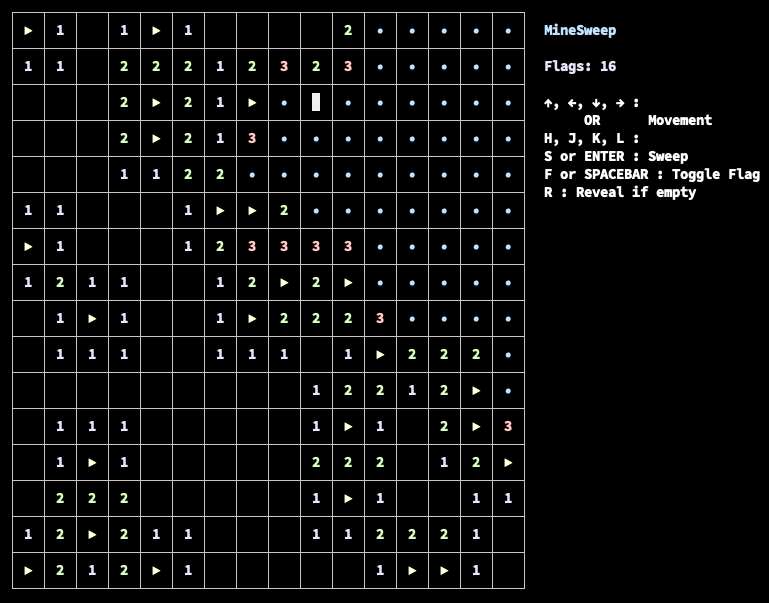 ▶ 1 1 ▶ 1 2 • • • • •
MineSweep
1 1 2 2 2 1 2 3 2 3 • • • • •
Flags: 16
2 ▶ 2 1 ▶ • • • • • • •
↑, ←, ↓, → :
OR Movement
2 ▶ 2 1 3 • • • • • • • •
H, J, K, L :
S or ENTER : Sweep
1 1 2 2 • • • • • • • • •
F or SPACEBAR : Toggle Flag
R : Reveal if empty
1 1 1 ▶ ▶ 2 • • • • • • •
▶ 1 1 2 3 3 3 3 • • • • •
1 2 1 1 1 2 ▶ 2 ▶ • • • • •
1 ▶ 1 1 ▶ 2 2 2 3 • • • •
1 1 1 1 1 1 1 ▶ 2 2 2 •
1 2 2 1 2 ▶ •
1 1 1 1 ▶ 1 2 ▶ 3
1 ▶ 1 2 2 2 1 2 ▶
2 2 2 1 ▶ 1 1 1
1 2 ▶ 2 1 1 1 1 2 2 2 1
▶ 2 1 2 ▶ 1 1 ▶ ▶ 1